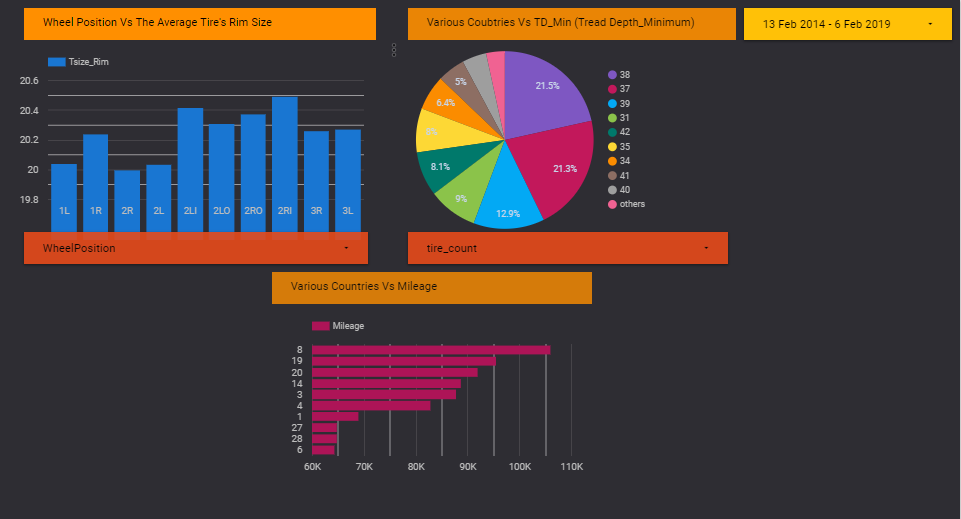 Wheel Position Vs The Average Tire's Rim Size
Various Coubtries Vs TD_Min (Tread Depth_Minimum)
13 Feb 2014 - 6 Feb 2019
Tsize_Rim
20.6
20.4
20.2
20
19.8
1L 1R 2R 2L 2LI 2LO 2RO 2RI 3R 3L
21.5%
21.3%
12.9%
9%
8.1%
6.4%
5%
38
37
39
31
42
35
34
41
40
others
WheelPosition
tire_count
Various Countries Vs Mileage
Mileage
8
19
20
14
3
4
1
27
28
6
60K 70K 80K 90K 100K 110K